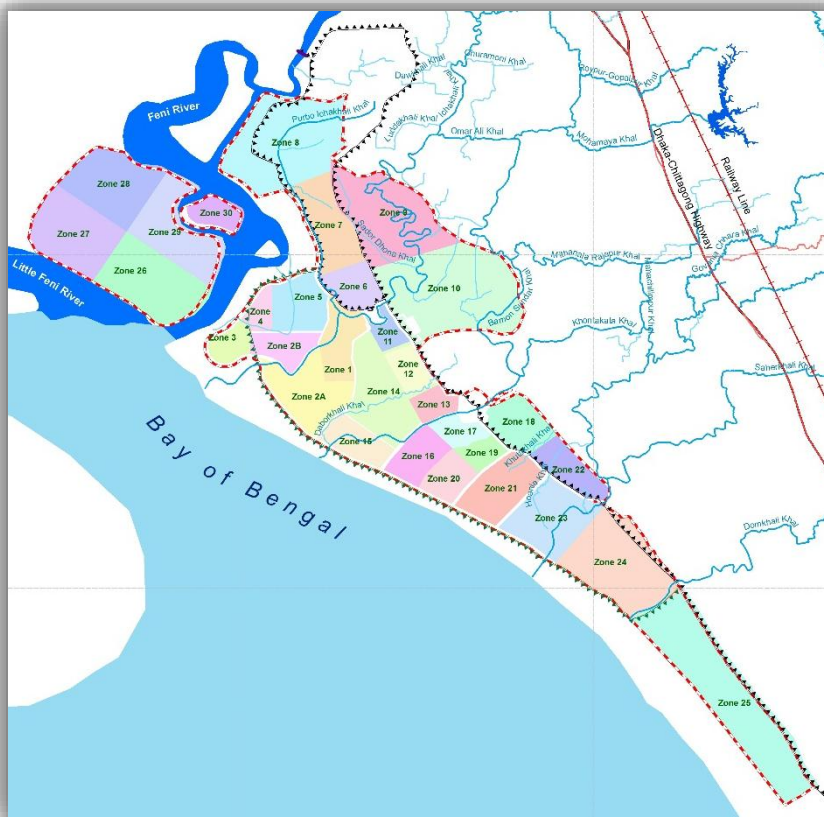 Feni River
Purbo Ichakhali Khal
Omar Ali Khal
Mohamaya Khal
Dhaka-Chittagong Highway
Railway Line
Zone 8
Zone 28
Zone 30
Zone 7
Zone 9
Zone 27
Zone 29
Zone 26
Little Feni River
Zone 6
Zone 10
Zone 5
Zone
4
Zone 3
Zone 2B
Zone
11
Zone 1
Zone
12
Khontakata Khal
Zone 2A
Zone 14
Daborkhali Khal
Zone 13
Zone 18
Zone 15
Zone 17
Zone 16
Zone 19
Zone 22
Zone 20
Zone 21
Zone 23
Domkhali Khal
Zone 24
Zone 25
Bay of Bengal